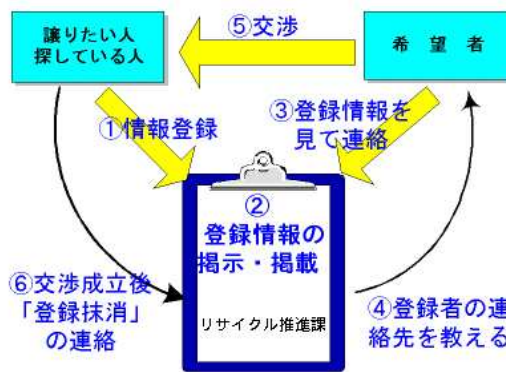 譲りたい人
探している人
⑤交渉
希　望　者
①情報登録
③登録情報を
見て連絡
②
登録情報の
掲示・掲載
リサイクル推進課
④登録者の連
絡先を教える
⑥交渉成立後
「登録抹消」
の連絡